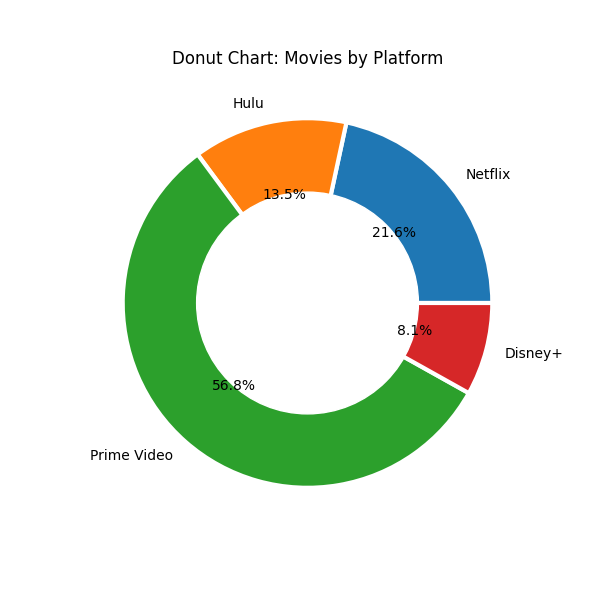 Donut Chart: Movies by Platform
Hulu
Netflix
13.5%
21.6%
8.1%
Disney+
56.8%
Prime Video